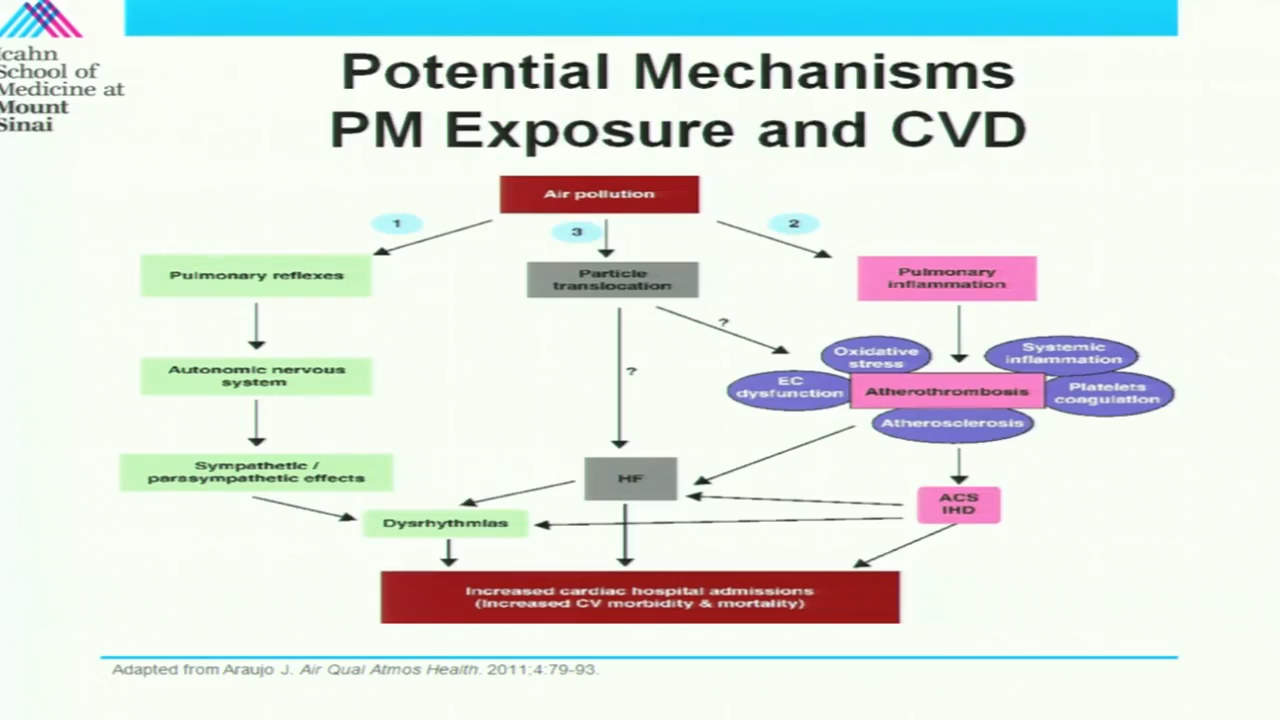 Icahn
School of
Medicine at
Mount
Sinai
Potential Mechanisms
PM Exposure and CVD
Air pollution
1
3
2
Pulmonary reflexes
Particle
translocation
Pulmonary
inflammation
?
?
Autonomic nervous
system
Oxidative
stress
Systemic
inflammation
EC
dysfunction
Atherothrombosis
Platelets
coagulation
Atherosclerosis
Sympathetic /
parasympathetic effects
HF
ACS
IHD
Dysrhythmias
Increased cardiac hospital admissions
(Increased CV morbidity & mortality)
Adapted from Araujo J. Air Qual Atmos Health. 2011;4:79-93.